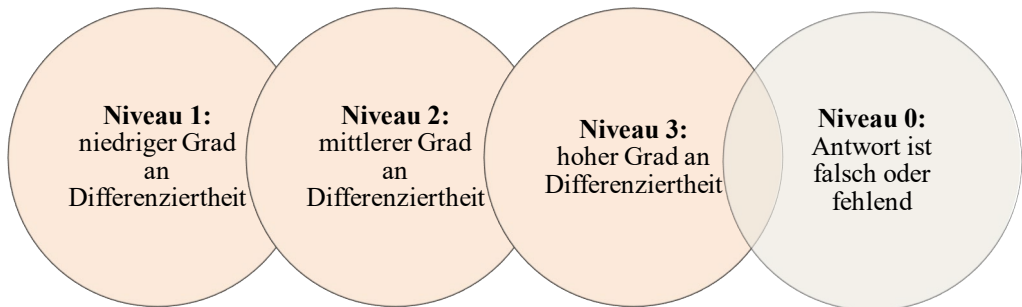 Niveau 1:
niedriger Grad
an
Differenziertheit
Niveau 2:
mittlerer Grad
an
Differenziertheit
Niveau 3:
hoher Grad an
Differenziertheit
Niveau 0:
Antwort ist
falsch oder
fehlend